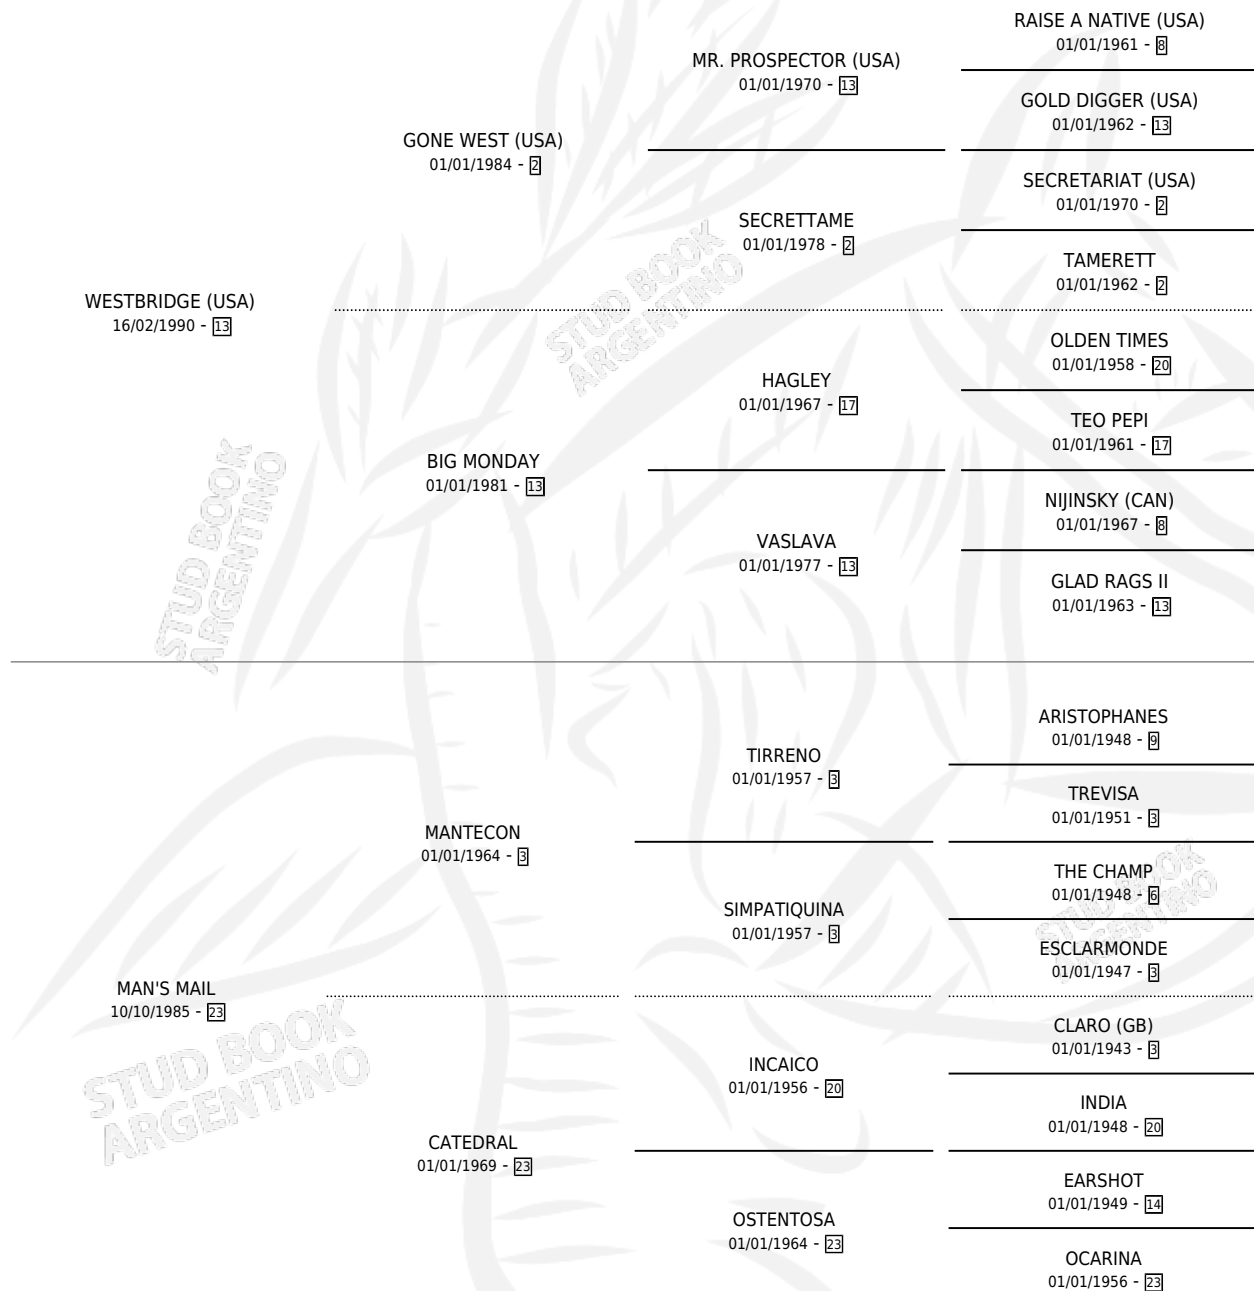 RAISE A NATIVE (USA)
01/01/1961 - 8
MR. PROSPECTOR (USA)
01/01/1970 - 13
GOLD DIGGER (USA)
01/01/1962 - 13
GONE WEST (USA)
01/01/1984 - 2
SECRETARIAT (USA)
01/01/1970 - 2
SECRETTAME
01/01/1978 - 2
TAMERETT
01/01/1962 - 2
WESTBRIDGE (USA)
16/02/1990 - 13
STUD BOOK
ARGENTINO
OLDEN TIMES
01/01/1958 - 20
HAGLEY
01/01/1967 - 17
TEO PEPI
01/01/1961 - 17
BIG MONDAY
01/01/1981 - 13
NIJINSKY (CAN)
01/01/1967 - 8
VASLAVA
01/01/1977 - 13
GLAD RAGS II
01/01/1963 - 13
STUD BOOK
ARGENTINO
ARISTOPHANES
01/01/1948 - 9
TIRRENO
01/01/1957 - 3
TREVISA
01/01/1951 - 3
MANTECON
01/01/1964 - 3
THE CHAMP
01/01/1948 - 6
SIMPATIQUINA
01/01/1957 - 3
ESCLARMONDE
01/01/1947 - 3
STUD BOOK
ARGENTINO
MAN'S MAIL
10/10/1985 - 23
CLARO (GB)
01/01/1943 - 3
INCAICO
01/01/1956 - 20
INDIA
01/01/1948 - 20
STUD BOOK
ARGENTINO
CATEDRAL
01/01/1969 - 23
EARSHOT
01/01/1949 - 14
OSTENTOSA
01/01/1964 - 23
OCARINA
01/01/1956 - 23